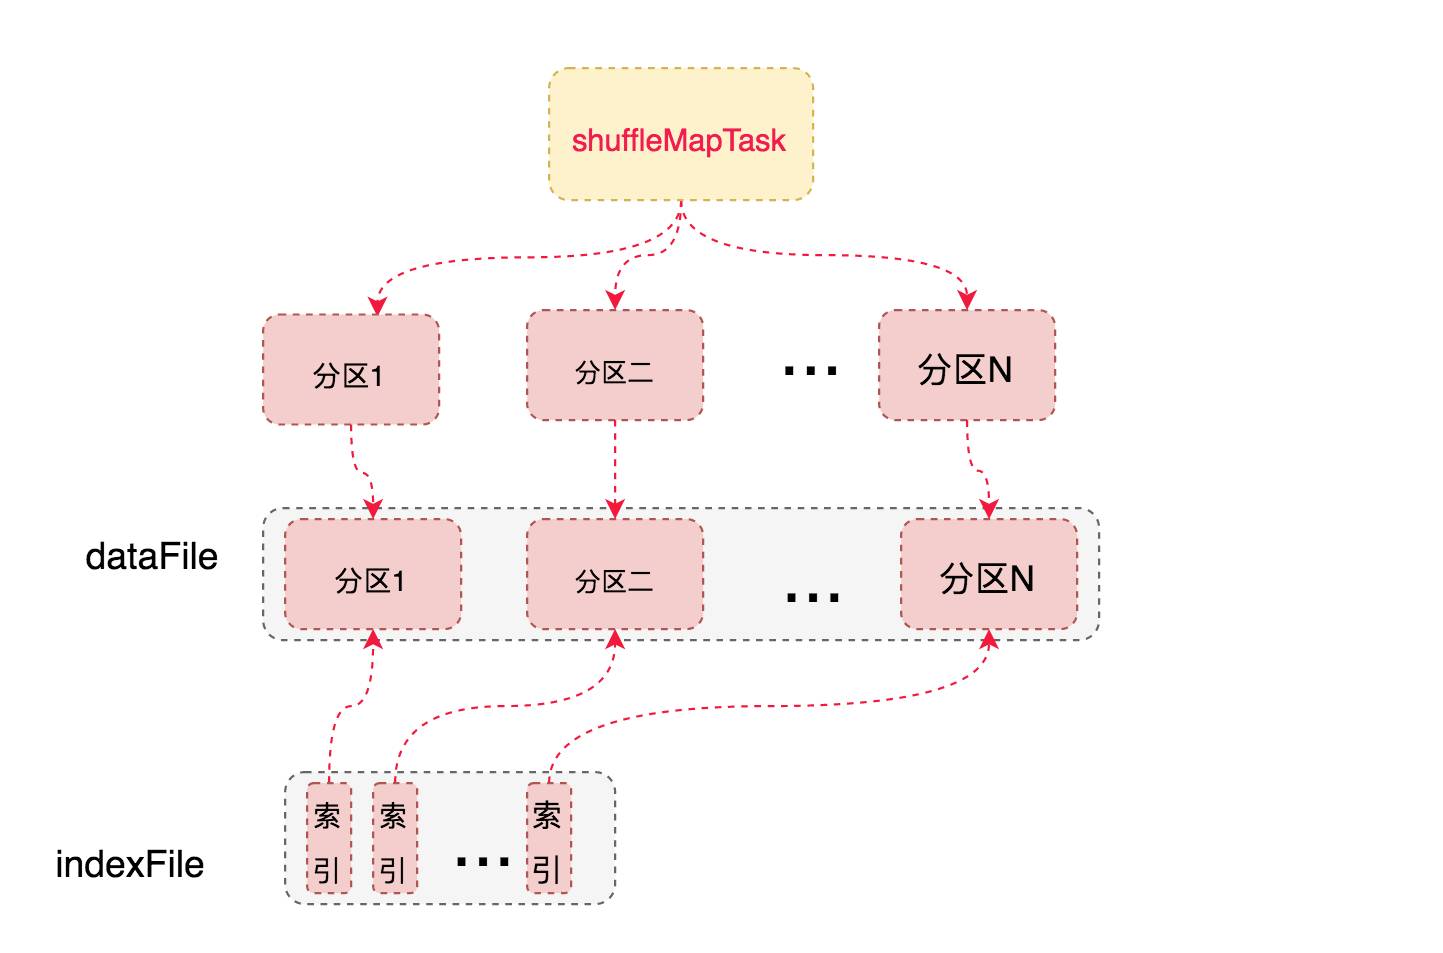 shuffleMapTask
分区1
分区二
...
分区N
dataFile
分区1
分区二
...
分区N
indexFile
索
引
索
引
...
索
引